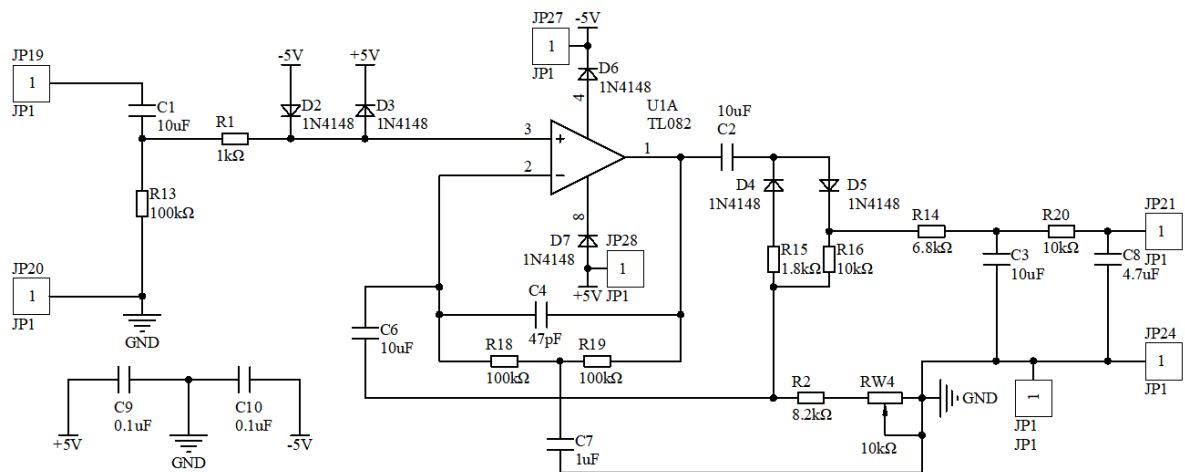 JP19
1
JP1
C1
10uF
R1
1kΩ
R13
100kΩ
JP20
1
JP1
GND
-5V
+5V
D2
1N4148
D3
1N4148
JP27
1
JP1
-5V
D6
1N4148
4
U1A
TL082
3
2
1
8
D7
1N4148
JP28
1
JP1
+5V
10uF
C2
D4
1N4148
D5
1N4148
R14
6.8kΩ
R20
10kΩ
JP21
1
JP1
R15
1.8kΩ
R16
10kΩ
C3
10uF
C8
4.7uF
C4
47pF
C6
10uF
R18
100kΩ
R19
100kΩ
R2
8.2kΩ
RW4
10kΩ
GND
1
JP1
JP1
JP24
1
JP1
C9
0.1uF
C10
0.1uF
+5V
GND
-5V
C7
1uF